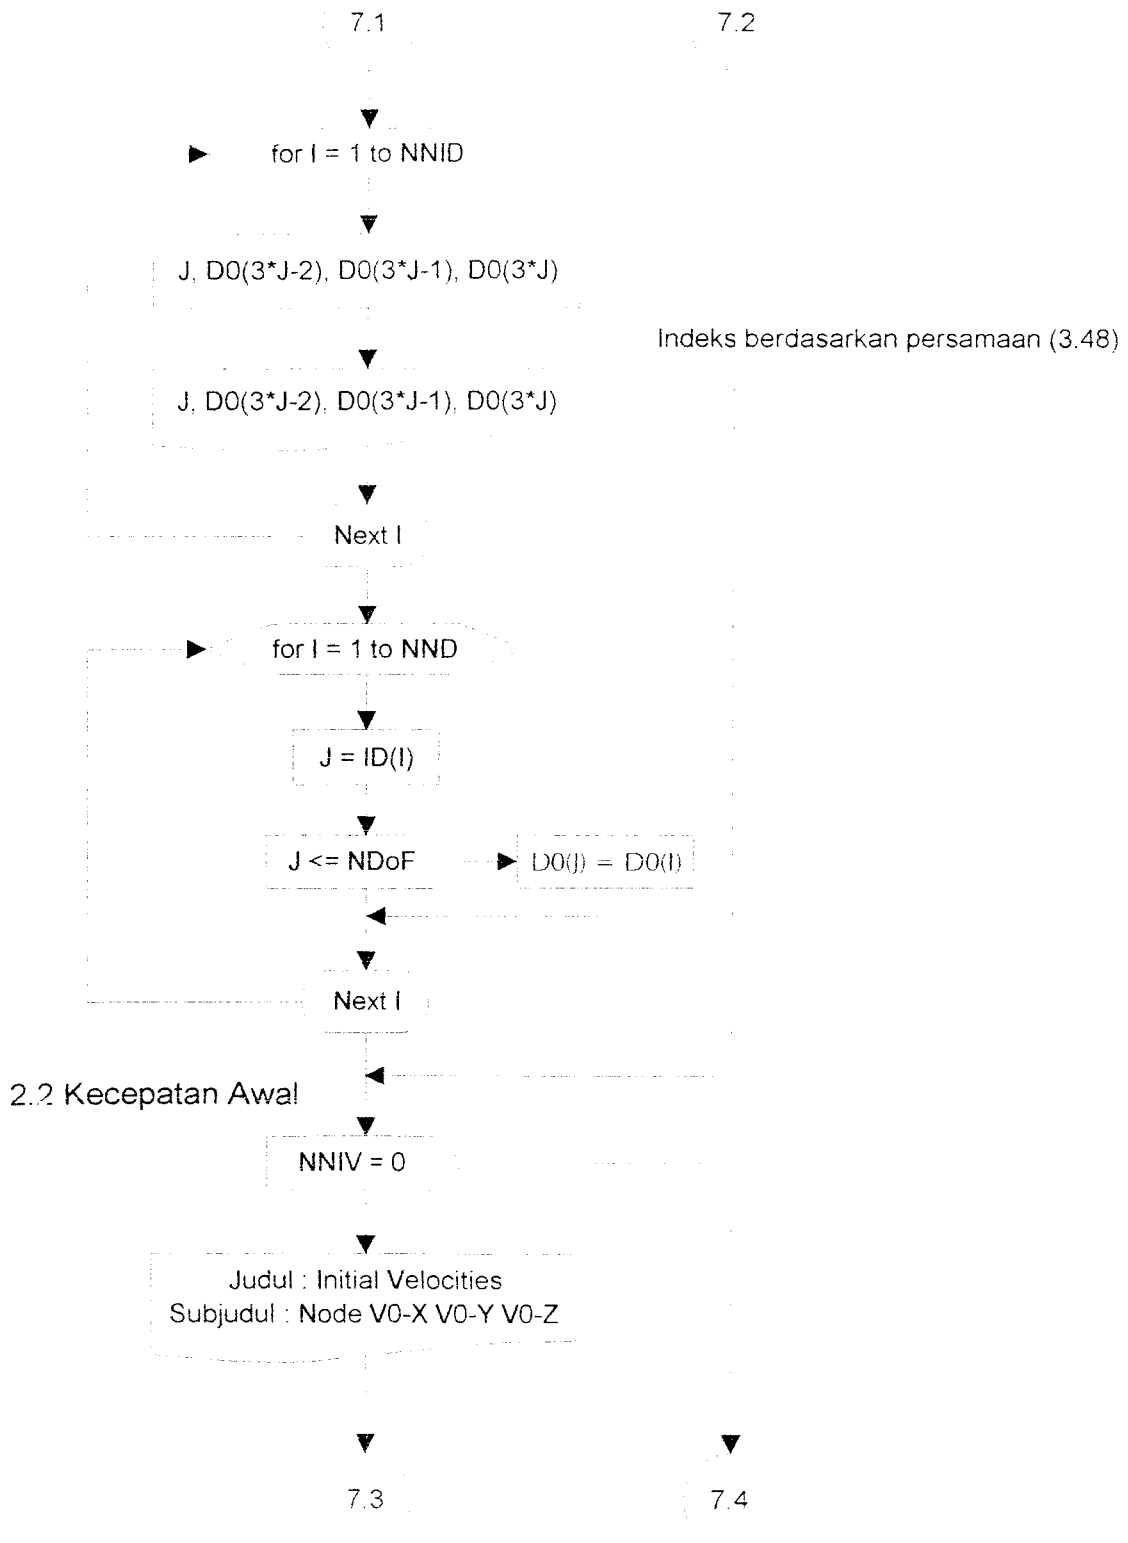 7.1
7.2
for I = 1 to NNID
J, D0(3*J-2), D0(3*J-1), D0(3*J)
Indeks berdasarkan persamaan (3.48)
J, D0(3*J-2), D0(3*J-1), D0(3*J)
Next I
for I = 1 to NND
J = ID(I)
J <= NDoF
D0(J) = D0(I)
Next I
2.2 Kecepatan Awal
NNIV = 0
Judul : Initial Velocities
Subjudul : Node V0-X V0-Y V0-Z
7.3
7.4